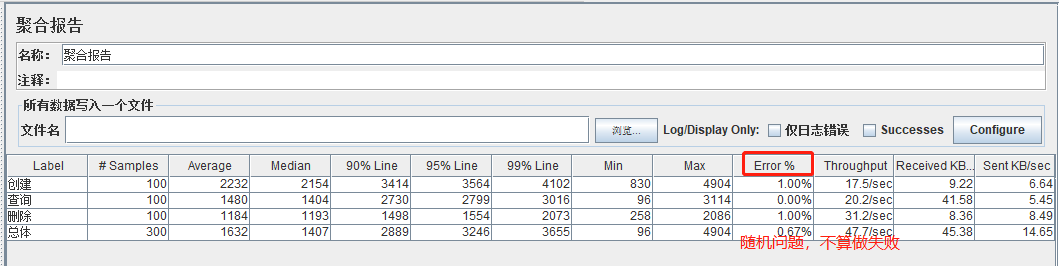 聚合报告
名称： 聚合报告
注释：
所有数据写入一个文件
文件名 浏览... Log/Display Only: 仅日志错误 Successes Configure
Label # Samples Average Median 90% Line 95% Line 99% Line Min Max Error % Throughput Received KB... Sent KB/sec
创建 100 2232 2154 3414 3564 4102 830 4904 1.00% 17.5/sec 9.22 6.64
查询 100 1480 1404 2730 2799 3016 96 3114 0.00% 20.2/sec 41.58 5.45
删除 100 1184 1193 1498 1554 2073 258 2086 1.00% 31.2/sec 8.36 8.49
总体 300 1632 1407 2889 3246 3655 96 4904 0.67% 47.7/sec 45.38 14.65
随机问题，不算做失败